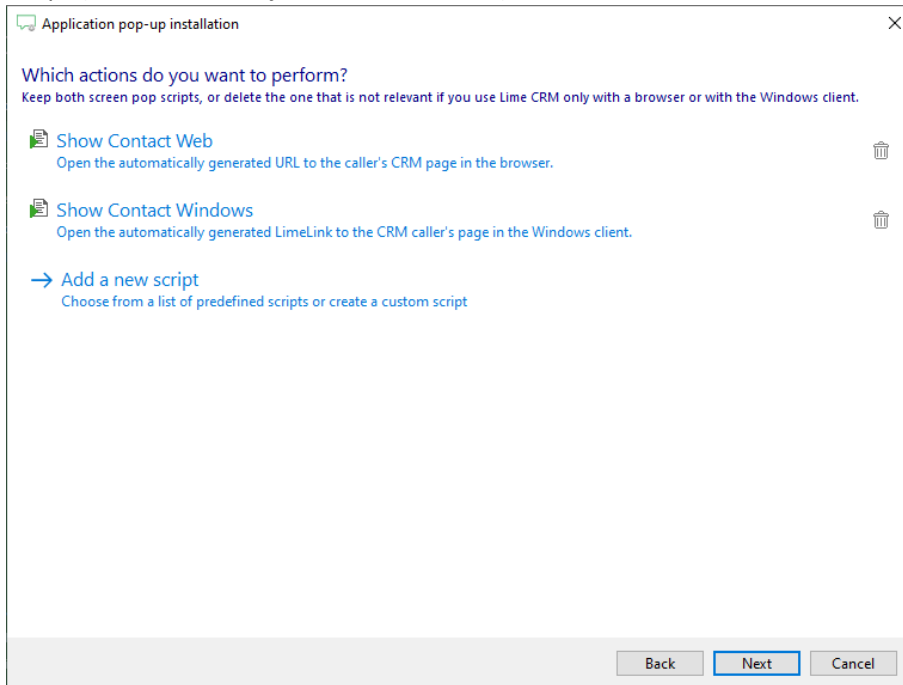 Application pop-up installation
Which actions do you want to perform?
Keep both screen pop scripts, or delete the one that is not relevant if you use Lime CRM only with a browser or with the Windows client.
Show Contact Web
Open the automatically generated URL to the caller's CRM page in the browser.
Show Contact Windows
Open the automatically generated LimeLink to the CRM caller's page in the Windows client.
Add a new script
Choose from a list of predefined scripts or create a custom script
Back Next Cancel